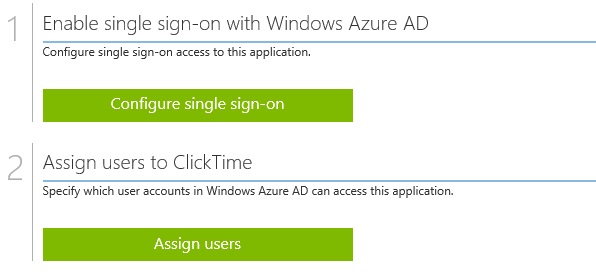 1
Enable single sign-on with Windows Azure AD
Configure single sign-on access to this application.
Configure single sign-on
2
Assign users to ClickTime
Specify which user accounts in Windows Azure AD can access this application.
Assign users